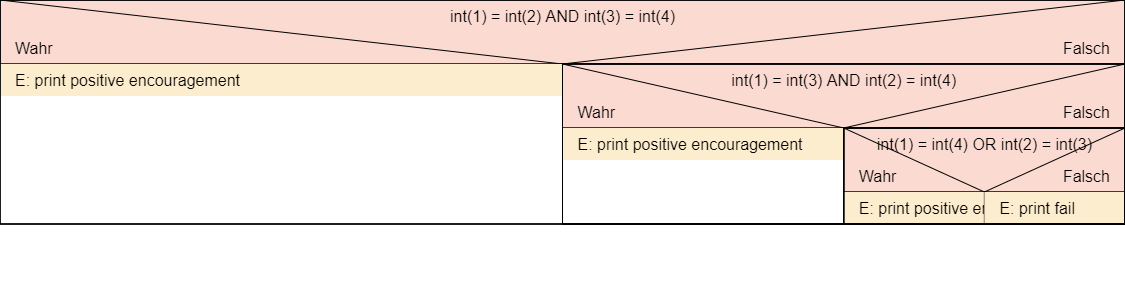 int(1) = int(2) AND int(3) = int(4)
Wahr
Falsch
E: print positive encouragement
int(1) = int(3) AND int(2) = int(4)
Wahr
Falsch
E: print positive encouragement
int(1) = int(4) OR int(2) = int(3)
Wahr
Falsch
E: print positive
E: print fail